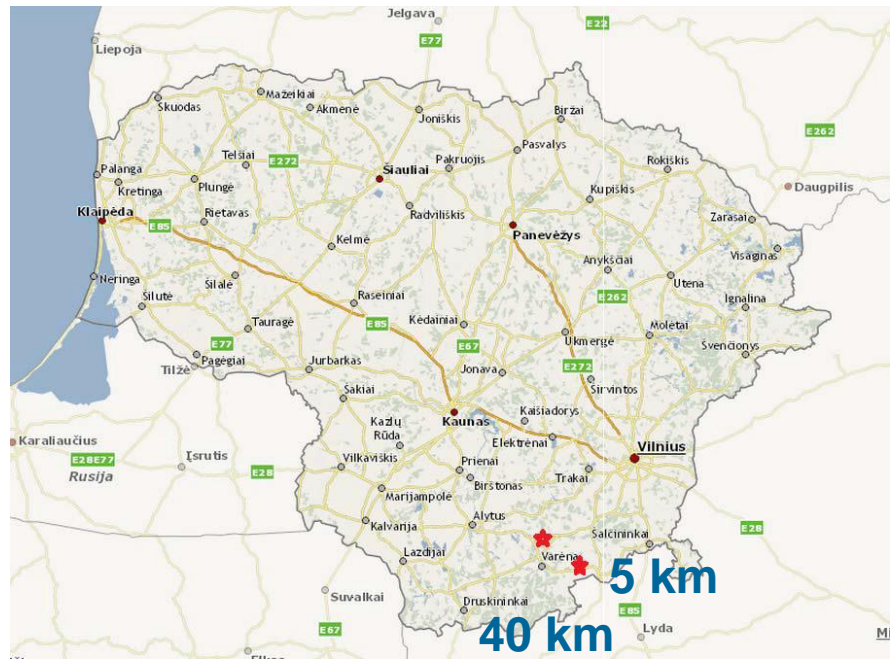 Jelgava
E22
Liepoja
E77
Mažeikiai
Skuodas
Akmenė
Joniškis
Biržai
E262
Telšiai
E272
Pasvalys
Pakruojis
Rokiškis
Palanga
Šiauliai
Plungė
Kretinga
Daugpilis
Kupiškis
Klaipėda
Radviliškis
Rietavas
Zarasai
E85
Panevėžys
Kelmė
Visaginas
Anykščiai
Neringa
Šilalė
Utena
Raseiniai
E262
Ignalina
Šilutė
Kėdainiai
Tauragė
E85
Molėtai
E77
E67
Ukmergė
Švenčionys
Pagėgiai
Tilžė
Jurbarkas
Jonava
E272
Širvintos
Šakiai
Kaunas
Kaišiadorys
Kazlų
Rūda
Karaliaučius
Elektrėnai
Vilnius
E28E77
Įsrutis
Vilkaviškis
Prienai
Rusija
E28
Birštonas
Trakai
Marijampolė
Kalvarija
Alytus
E28
Šalčininkai
Lazdijai
Varėna
5 km
Suvalkai
Druskininkai
E85
E67
40 km
Lyda